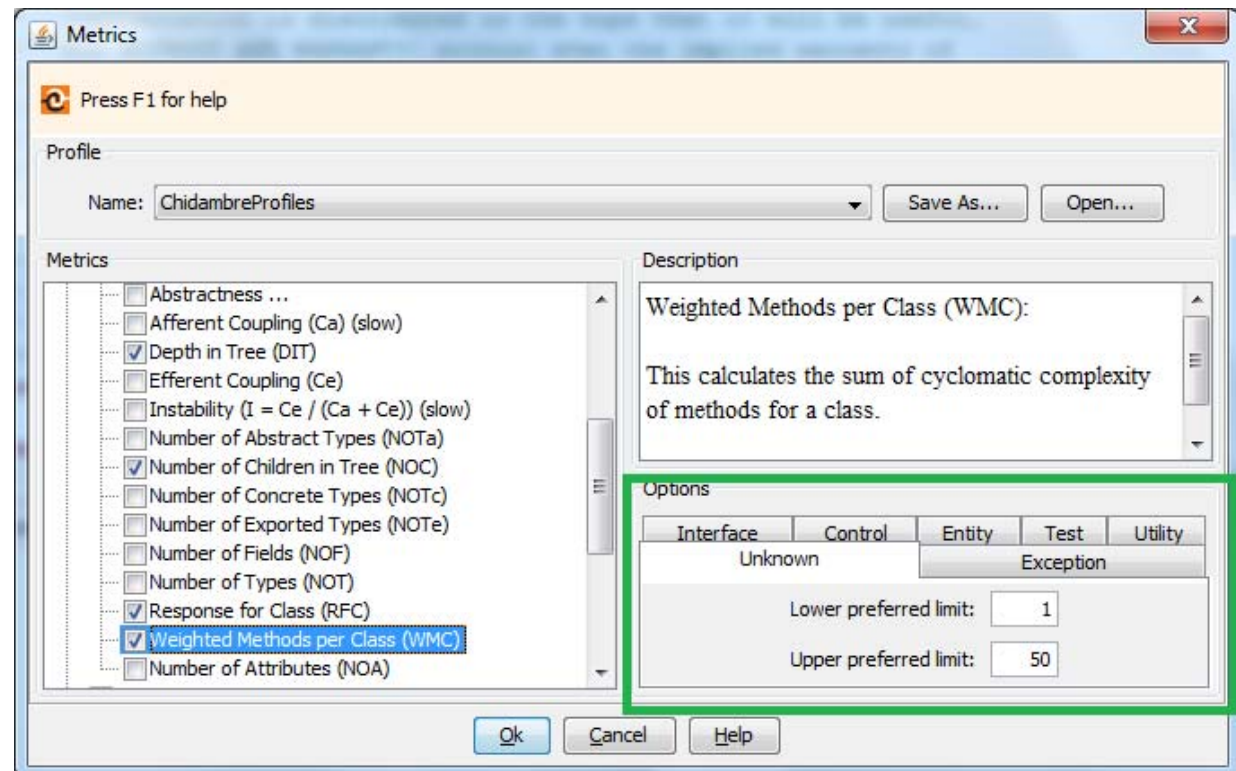 Metrics
Press F1 for help
Profile
Name: ChidambreProfiles Save As... Open...
Metrics
Abstractness ...
Afferent Coupling (Ca) (slow)
Depth in Tree (DIT)
Efferent Coupling (Ce)
Instability (I = Ce / (Ca + Ce)) (slow)
Number of Abstract Types (NOTa)
Number of Children in Tree (NOC)
Number of Concrete Types (NOTc)
Number of Exported Types (NOTe)
Number of Fields (NOF)
Number of Types (NOT)
Response for Class (RFC)
Weighted Methods per Class (WMC)
Number of Attributes (NOA)
Description
Weighted Methods per Class (WMC):
This calculates the sum of cyclomatic complexity
of methods for a class.
Options
Interface Control Entity Test Utility
Unknown Exception
Lower preferred limit: 1
Upper preferred limit: 50
Ok Cancel Help